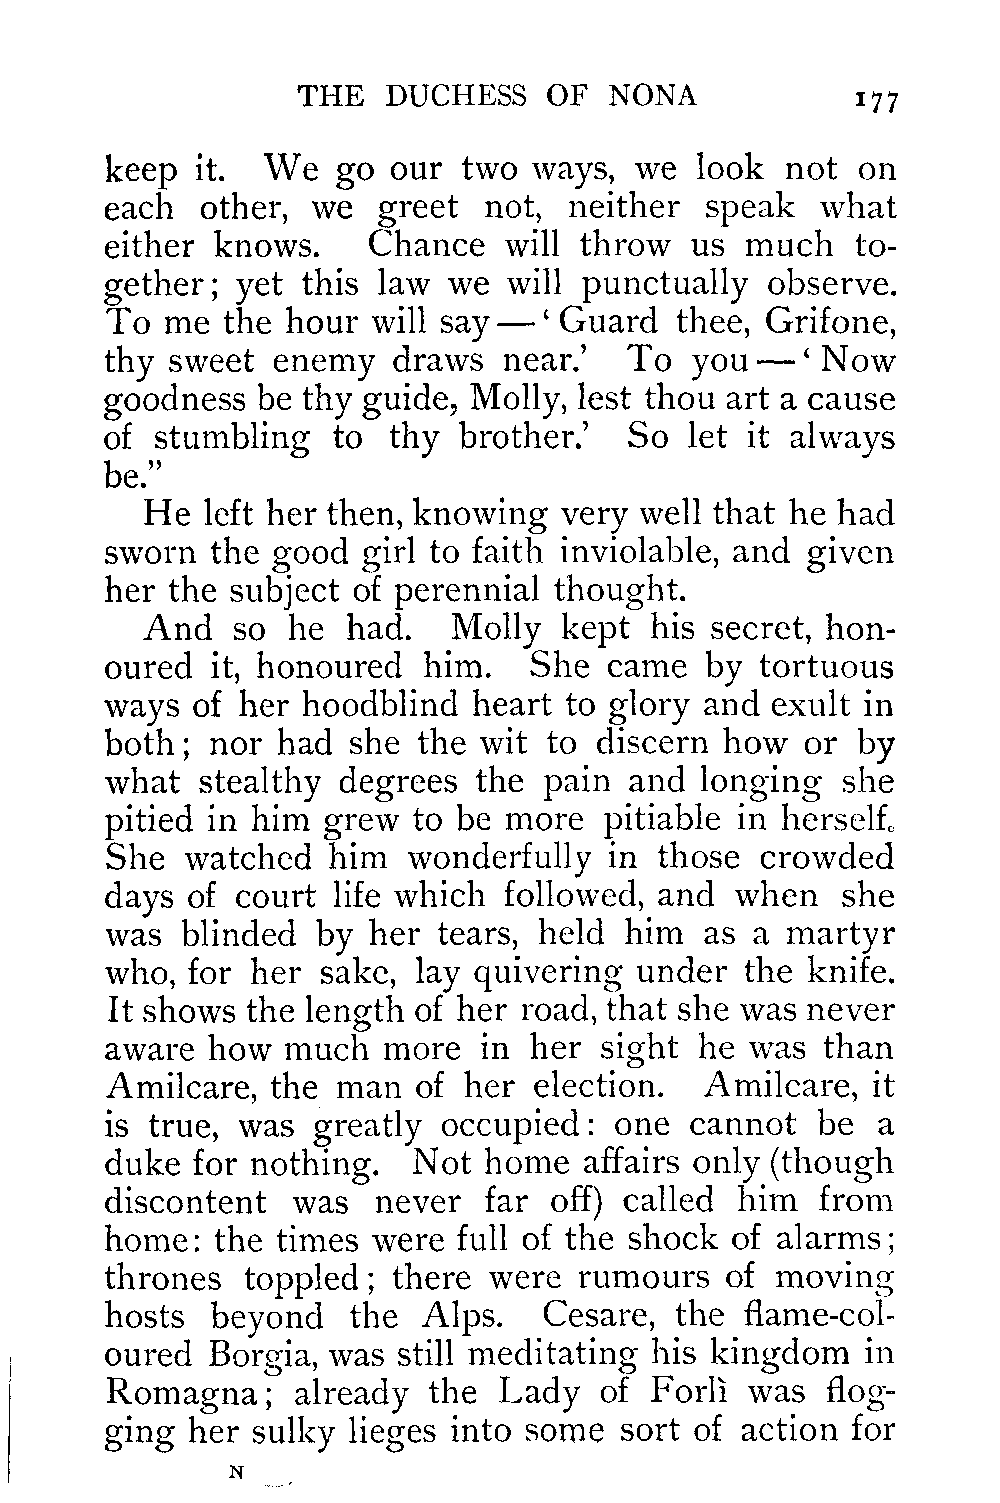 THE DUCHESS OF NONA 177
keep it. We go our two ways, we look not on
each other, we greet not, neither speak what
either knows. Chance will throw us much to-
gether; yet this law we will punctually observe.
To me the hour will say—‘Guard thee, Grifone,
thy sweet enemy draws near.’ To you—‘Now
goodness be thy guide, Molly, lest thou art a cause
of stumbling to thy brother.’ So let it always
be.”
He left her then, knowing very well that he had
sworn the good girl to faith inviolable, and given
her the subject of perennial thought.
And so he had. Molly kept his secret, hon-
oured it, honoured him. She came by tortuous
ways of her hoodblind heart to glory and exult in
both; nor had she the wit to discern how or by
what stealthy degrees the pain and longing she
pitied in him grew to be more pitiable in herself.
She watched him wonderfully in those crowded
days of court life which followed, and when she
was blinded by her tears, held him as a martyr
who, for her sake, lay quivering under the knife.
It shows the length of her road, that she was never
aware how much more in her sight he was than
Amilcare, the man of her election. Amilcare, it
is true, was greatly occupied: one cannot be a
duke for nothing. Not home affairs only (though
discontent was never far off) called him from
home: the times were full of the shock of alarms;
thrones toppled; there were rumours of moving
hosts beyond the Alps. Cesare, the flame-col-
oured Borgia, was still meditating his kingdom in
Romagna; already the Lady of Forlì was flog-
ging her sulky lieges into some sort of action for
N